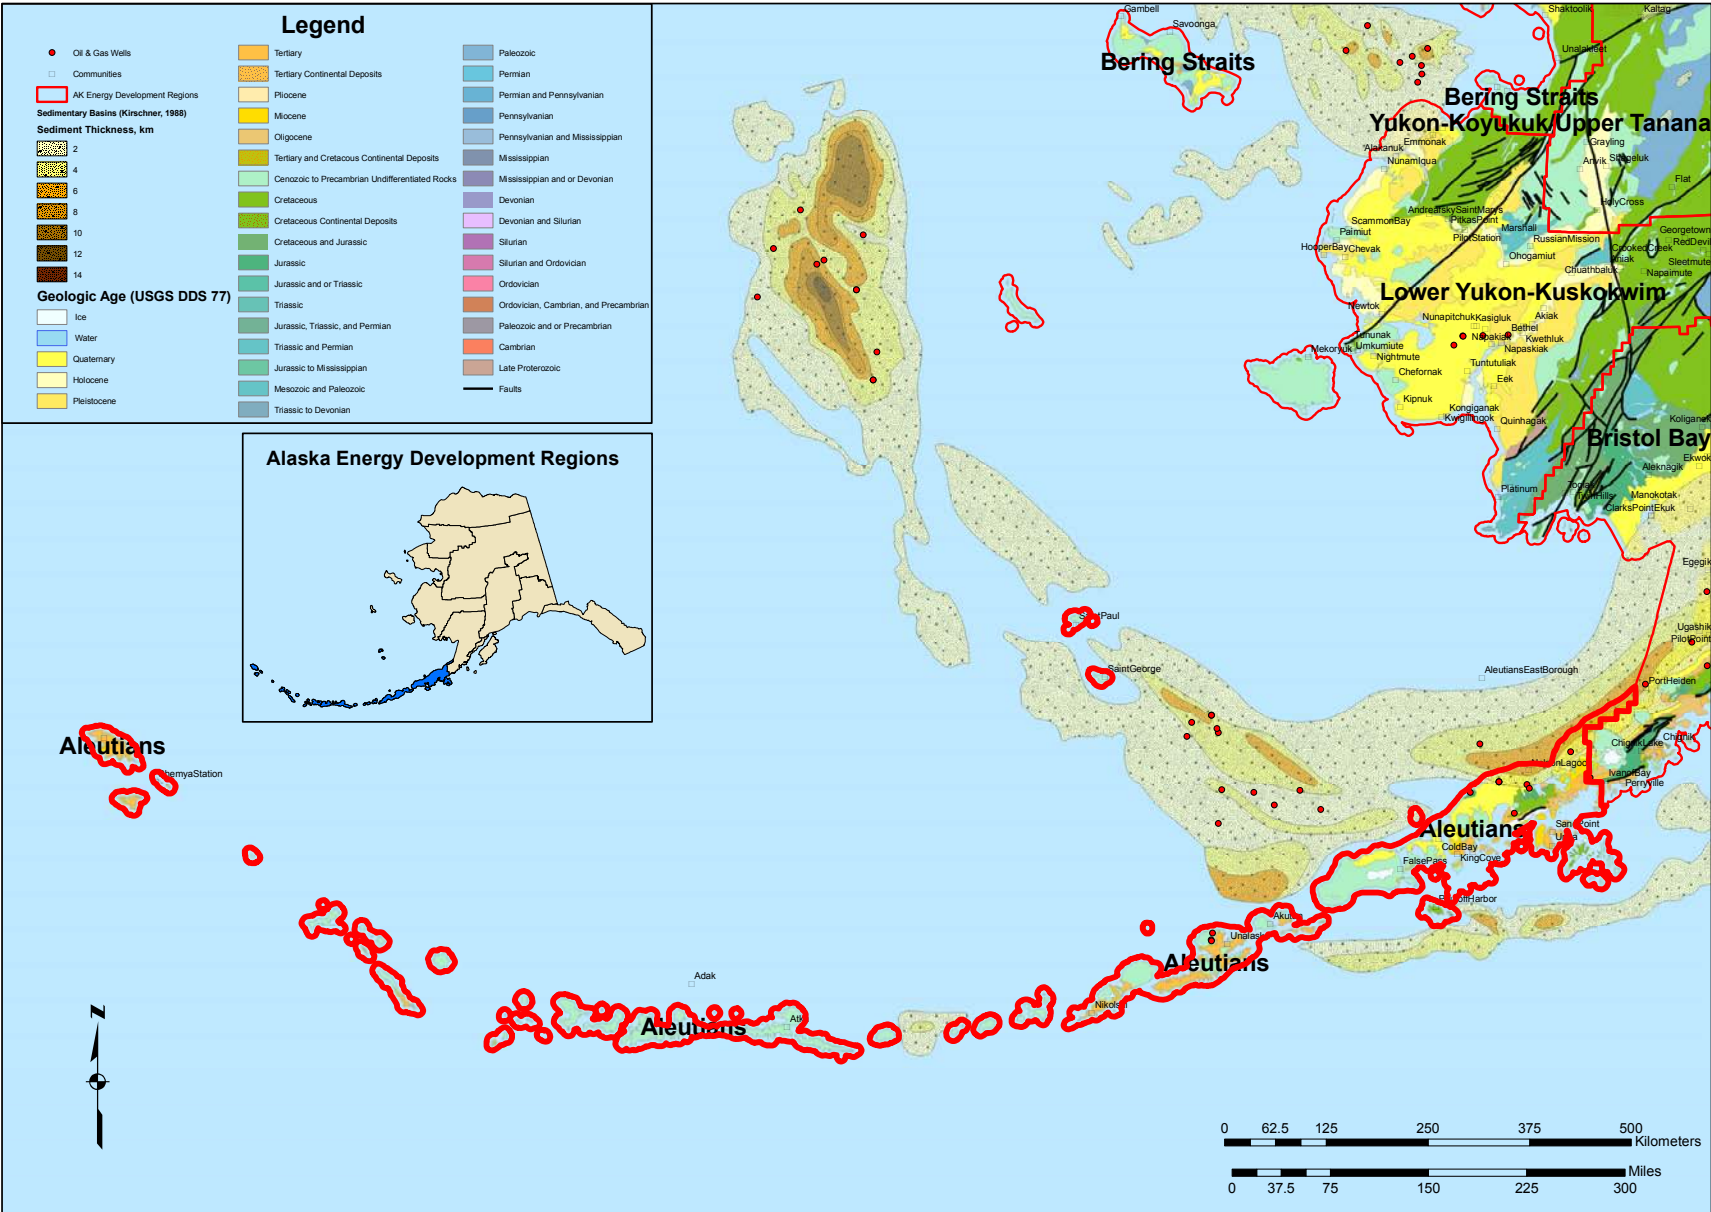 Legend
Oil & Gas Wells
Communities
AK Energy Development Regions
Sedimentary Basins (Kirschner, 1988)
Sediment Thickness, km
2
4
6
8
10
12
14
Geologic Age (USGS DDS 77)
Ice
Water
Quaternary
Holocene
Pleistocene
Tertiary
Tertiary Continental Deposits
Pliocene
Miocene
Oligocene
Tertiary and Cretacous Continental Deposits
Cenozoic to Precambrian Undifferentiated Rocks
Cretaceous
Cretaceous Continental Deposits
Cretaceous and Jurassic
Jurassic
Jurassic and or Triassic
Triassic
Jurassic, Triassic, and Permian
Triassic and Permian
Jurassic to Mississippian
Mesozoic and Paleozoic
Triassic to Devonian
Paleozoic
Permian
Permian and Pennsylvanian
Pennsylvanian
Pennsylvanian and Mississippian
Mississippian
Mississippian and or Devonian
Devonian
Devonian and Silurian
Silurian
Silurian and Ordovician
Ordovician
Ordovician, Cambrian, and Precambrian
Paleozoic and or Precambrian
Cambrian
Late Proterozoic
Faults
Alaska Energy Development Regions
Gambell
Savoonga
Bering Straits
Shaktoolik
Kaltag
Unalakleet
Bering Straits
Yukon-Koyukuk/Upper Tanana
Emmonak
Alakanuk
NunamIqua
Grayling
Anvik
Shageluk
Flat
HolyCross
AndreafskySaintMarys
PitkasPoint
ScammonBay
Marshall
Paimiut
PilotStation
RussianMission
Georgetown
RedDevil
CrookedCreek
HooperBay
Chevak
Ohogamiut
Aniak
Sleetmute
Chuathbaluk
Napaimute
Lower Yukon-Kuskokwim
Newtok
Nunapitchuk
Kasigluk
Akiak
Bethel
Tununak
Napakiak
Kwethluk
Umkumiute
Napaskiak
Mekoryuk
Nightmute
Tuntutuliak
Chefornak
Eek
Kipnuk
Kongiganak
Kwigillingok
Quinhagak
Koliganek
Bristol Bay
Ekwok
Aleknagik
Platinum
Togiak
TwinHills
Manokotak
ClarksPoint
Ekuk
Egegik
SaintPaul
SaintGeorge
Ugashik
PilotPoint
AleutiansEastBorough
PortHeiden
Chignik
ChignikLake
NelsonLagoon
IvanofBay
Perryville
Aleutians
SandPoint
Unga
ColdBay
KingCove
FalsePass
Akutan
Unalaska
Aleutians
Nikolski
Aleutians
ShemyaStation
Adak
Atka
Aleutians
N
0 62.5 125 250 375 500
Kilometers
Miles
0 37.5 75 150 225 300